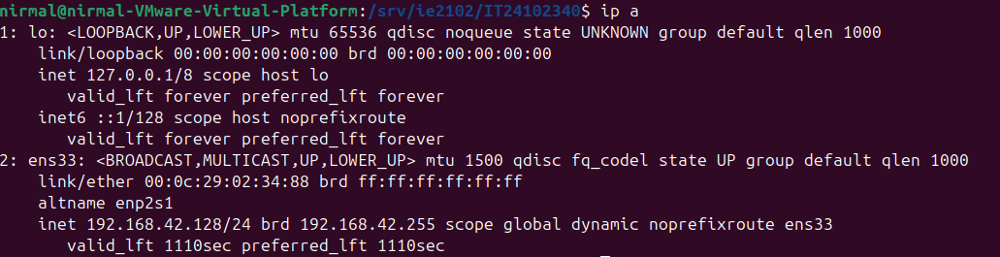 nirmal@nirmal-VMware-Virtual-Platform:/srv/ie2102/IT24102340$ ip a
1: lo: <LOOPBACK,UP,LOWER_UP> mtu 65536 qdisc noqueue state UNKNOWN group default qlen 1000
    link/loopback 00:00:00:00:00:00 brd 00:00:00:00:00:00
    inet 127.0.0.1/8 scope host lo
       valid_lft forever preferred_lft forever
    inet6 ::1/128 scope host noprefixroute
       valid_lft forever preferred_lft forever
2: ens33: <BROADCAST,MULTICAST,UP,LOWER_UP> mtu 1500 qdisc fq_codel state UP group default qlen 1000
    link/ether 00:0c:29:02:34:88 brd ff:ff:ff:ff:ff:ff
    altname enp2s1
    inet 192.168.42.128/24 brd 192.168.42.255 scope global dynamic noprefixroute ens33
       valid_lft 1110sec preferred_lft 1110sec